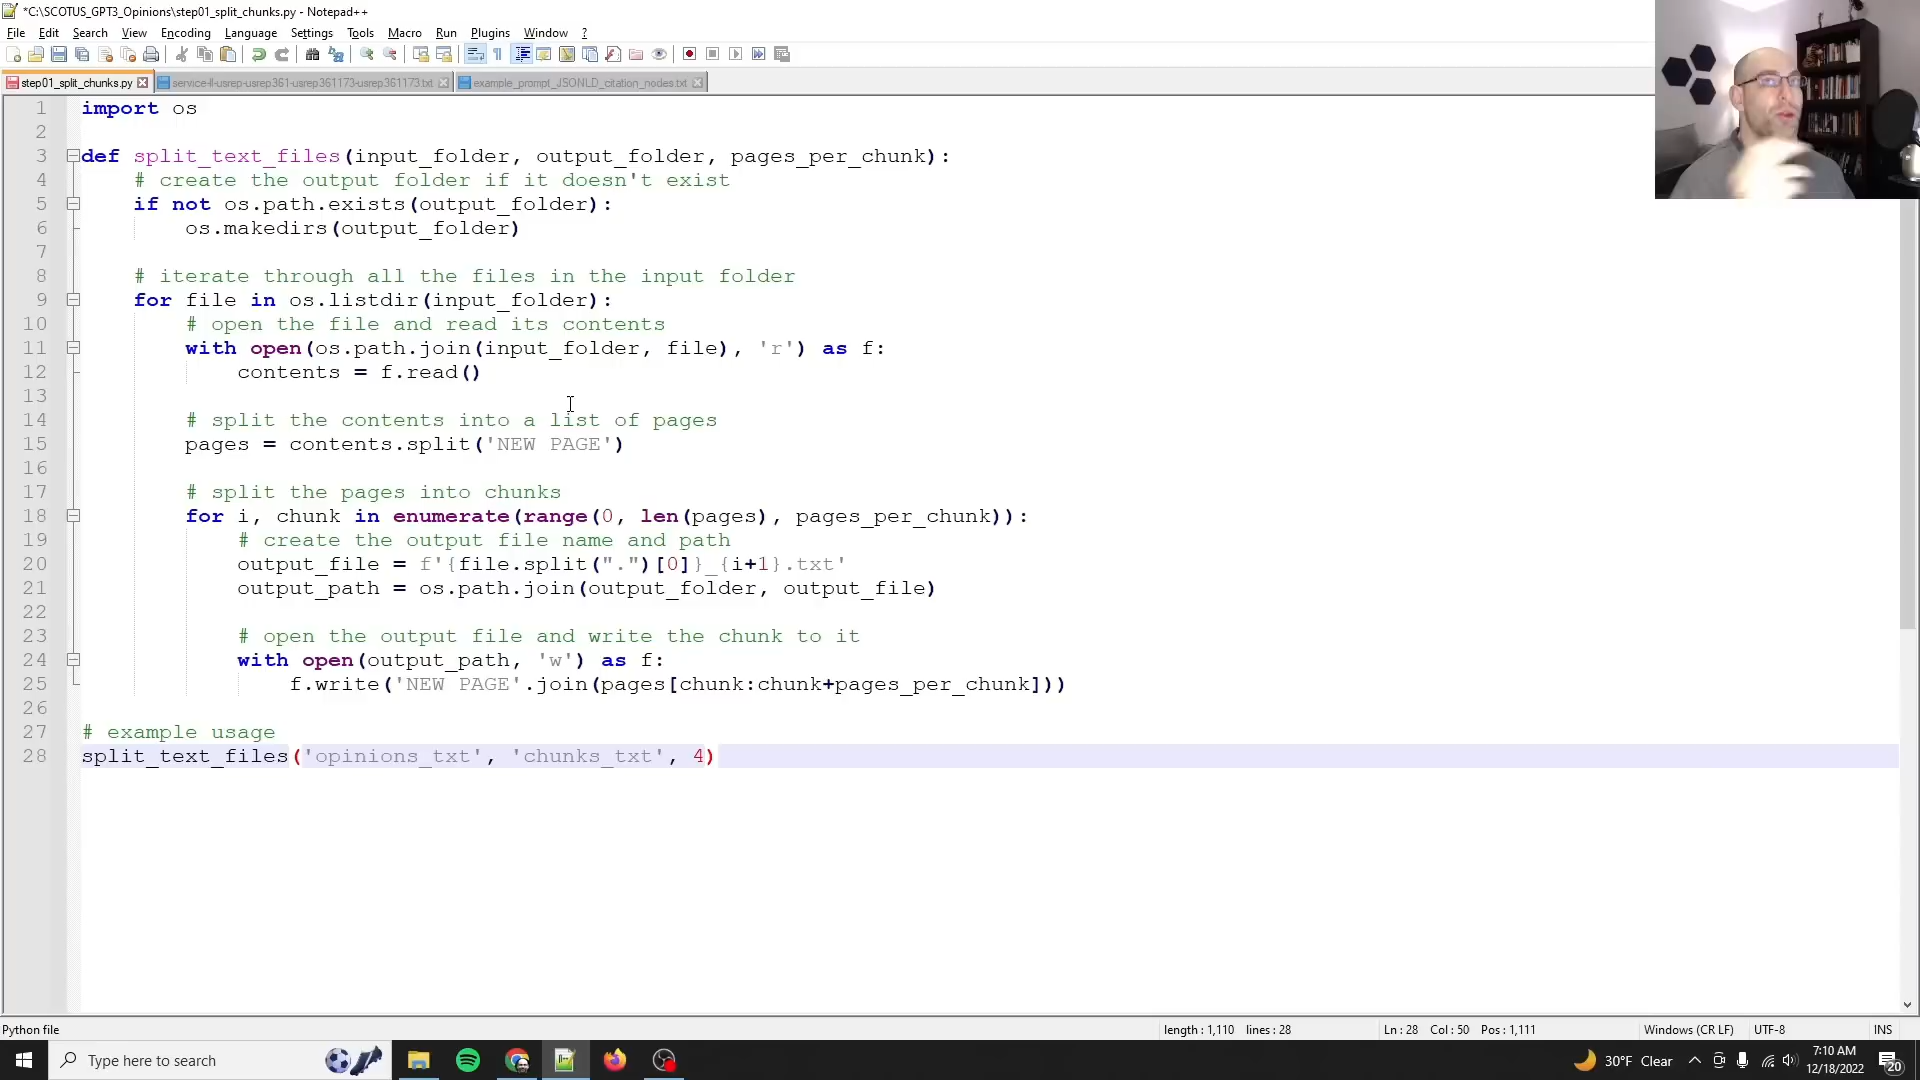 *C:\SCOTUS_GPT3_Opinions\step01_split_chunks.py - Notepad++
File Edit Search View Encoding Language Settings Tools Macro Run Plugins Window ?
step01_split_chunks.py service-ll-usrep-usrep361-usrep361173-usrep361173.txt example_prompt_JSONLD_citation_nodes.txt
1 import os
2
3 def split_text_files(input_folder, output_folder, pages_per_chunk):
4 # create the output folder if it doesn't exist
5 if not os.path.exists(output_folder):
6 os.makedirs(output_folder)
7
8 # iterate through all the files in the input folder
9 for file in os.listdir(input_folder):
10 # open the file and read its contents
11 with open(os.path.join(input_folder, file), 'r') as f:
12 contents = f.read()
13
14 # split the contents into a list of pages
15 pages = contents.split('NEW PAGE')
16
17 # split the pages into chunks
18 for i, chunk in enumerate(range(0, len(pages), pages_per_chunk)):
19 # create the output file name and path
20 output_file = f'{file.split(".")[0]}_{i+1}.txt'
21 output_path = os.path.join(output_folder, output_file)
22
23 # open the output file and write the chunk to it
24 with open(output_path, 'w') as f:
25 f.write('NEW PAGE'.join(pages[chunk:chunk+pages_per_chunk]))
26
27 # example usage
28 split_text_files('opinions_txt', 'chunks_txt', 4)
Python file length : 1,110 lines : 28 Ln : 28 Col : 50 Pos : 1,111 Windows (CR LF) UTF-8 INS
Type here to search 30°F Clear 7:10 AM
12/18/2022 20